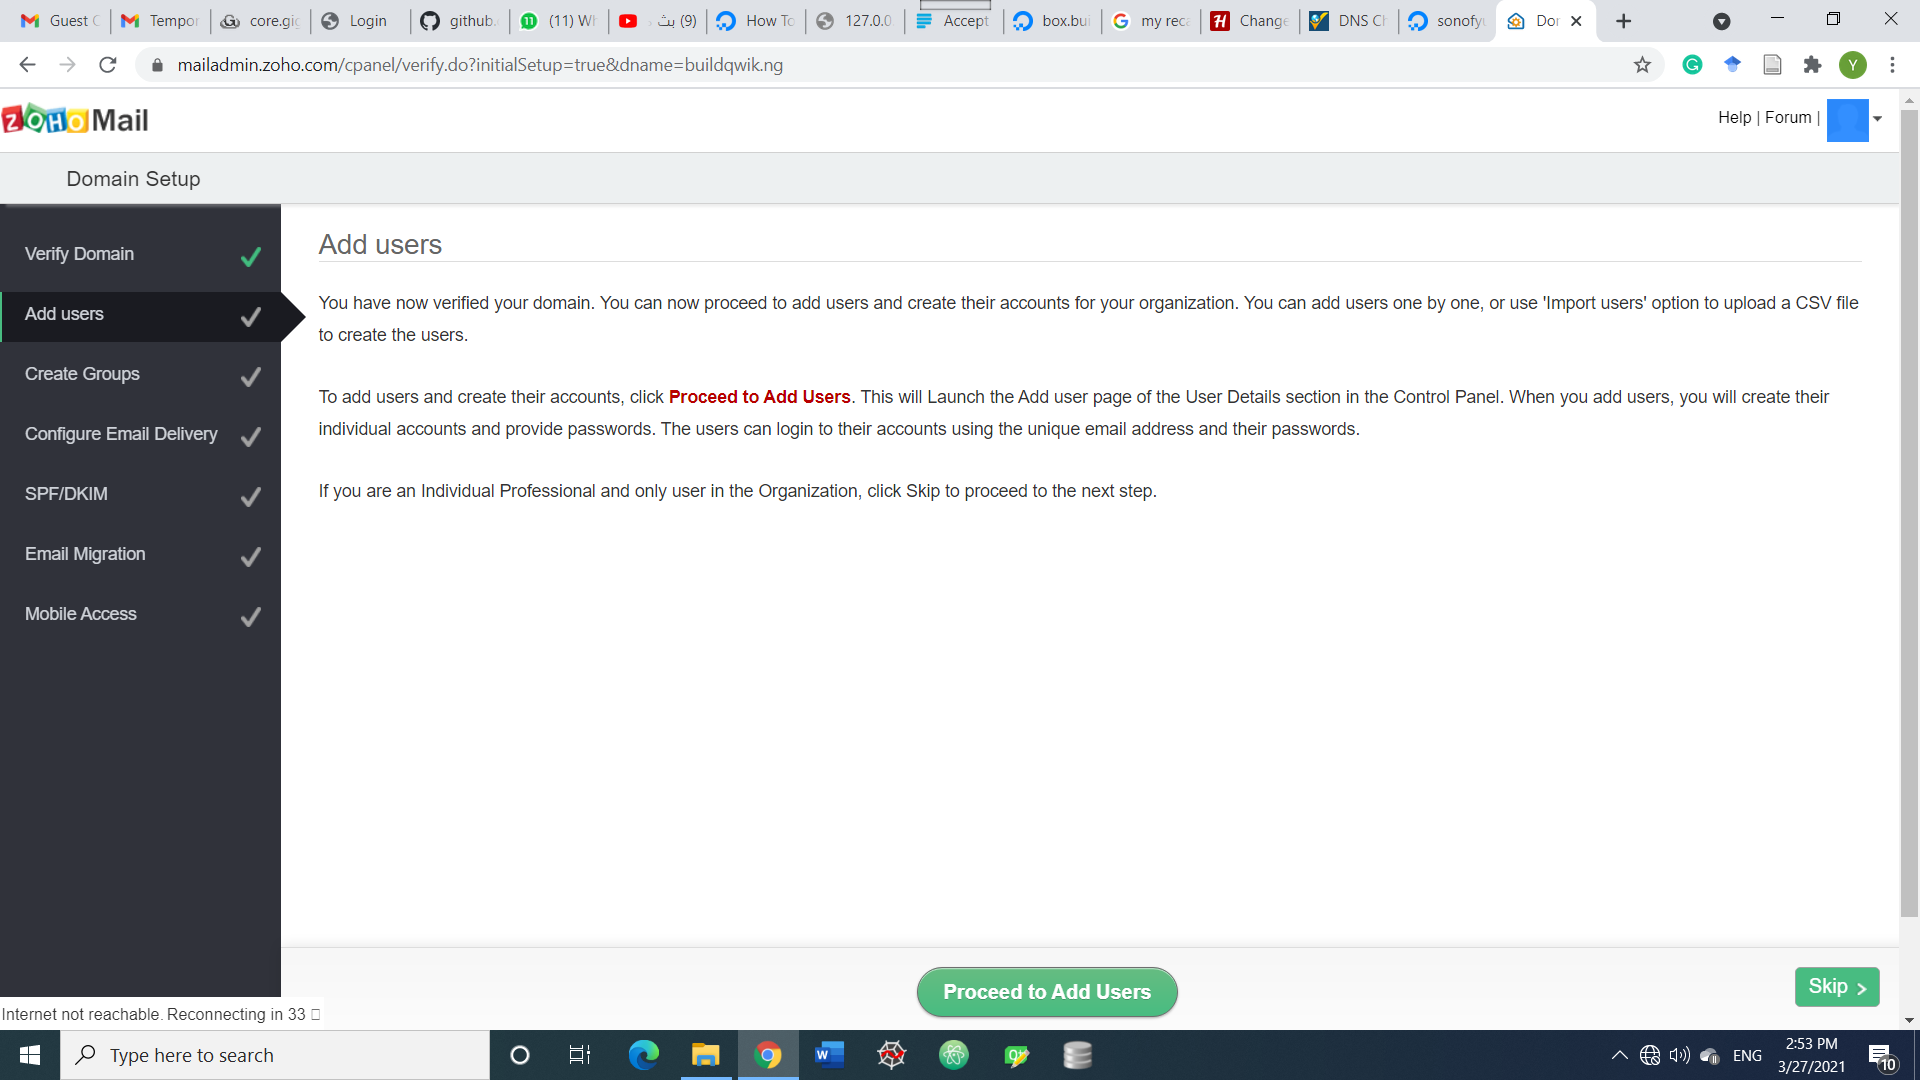 Guest C
Tempor
core.gig
Login
github.
(11) Wh
(9) بث
How To
127.0.0.
Accept
box.bui
my reca
Change
DNS Ch
sonofyu
Dor
mailadmin.zoho.com/cpanel/verify.do?initialSetup=true&dname=buildqwik.ng
Y
ZOHO Mail
Help | Forum |
Domain Setup
Verify Domain
Add users
Create Groups
Configure Email Delivery
SPF/DKIM
Email Migration
Mobile Access
Add users
You have now verified your domain. You can now proceed to add users and create their accounts for your organization. You can add users one by one, or use 'Import users' option to upload a CSV file
to create the users.
To add users and create their accounts, click Proceed to Add Users. This will Launch the Add user page of the User Details section in the Control Panel. When you add users, you will create their
individual accounts and provide passwords. The users can login to their accounts using the unique email address and their passwords.
If you are an Individual Professional and only user in the Organization, click Skip to proceed to the next step.
Proceed to Add Users
Skip >
Internet not reachable. Reconnecting in 33
Type here to search
ENG
2:53 PM
3/27/2021
10